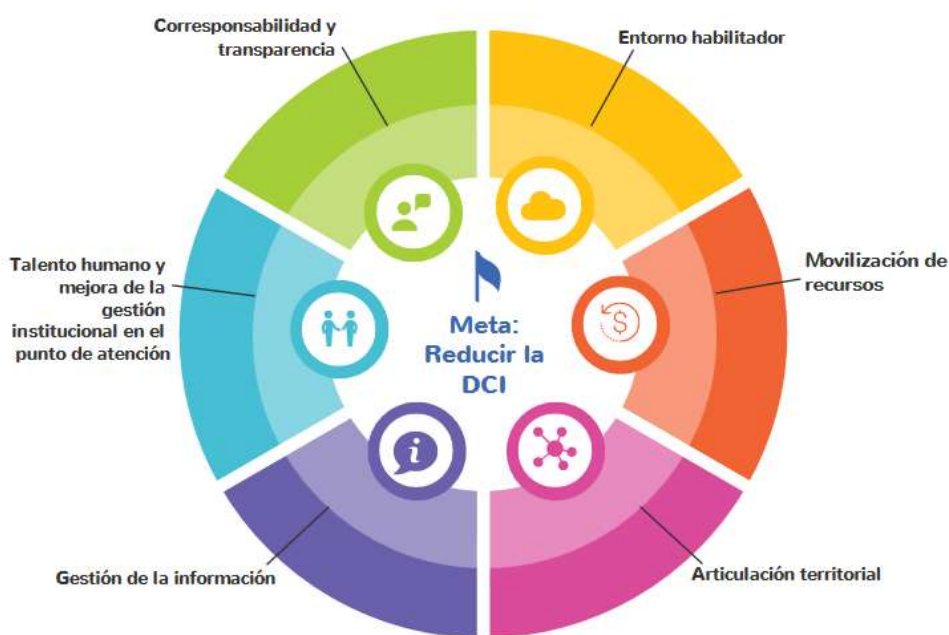 Corresponsabilidad y
transparencia
Entorno habilitador
Movilización de
recursos
Talento humano y
mejora de la
gestión
institucional en el
punto de atención
Meta:
Reducir la
DCI
$
i
Gestión de la información
Articulación territorial